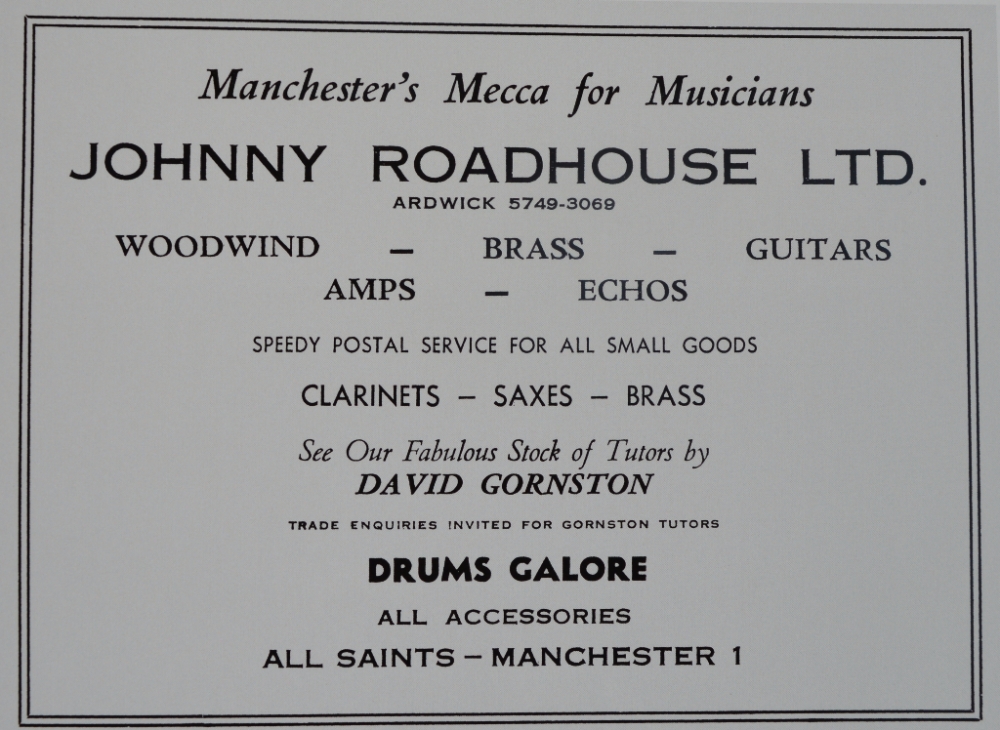 Manchester's Mecca for Musicians
JOHNNY ROADHOUSE LTD.
ARDWICK 5749-3069
WOODWIND – BRASS – GUITARS
AMPS – ECHOS
SPEEDY POSTAL SERVICE FOR ALL SMALL GOODS
CLARINETS – SAXES – BRASS
See Our Fabulous Stock of Tutors by
DAVID GORNSTON
TRADE ENQUIRIES INVITED FOR GORNSTON TUTORS
DRUMS GALORE
ALL ACCESSORIES
ALL SAINTS – MANCHESTER 1